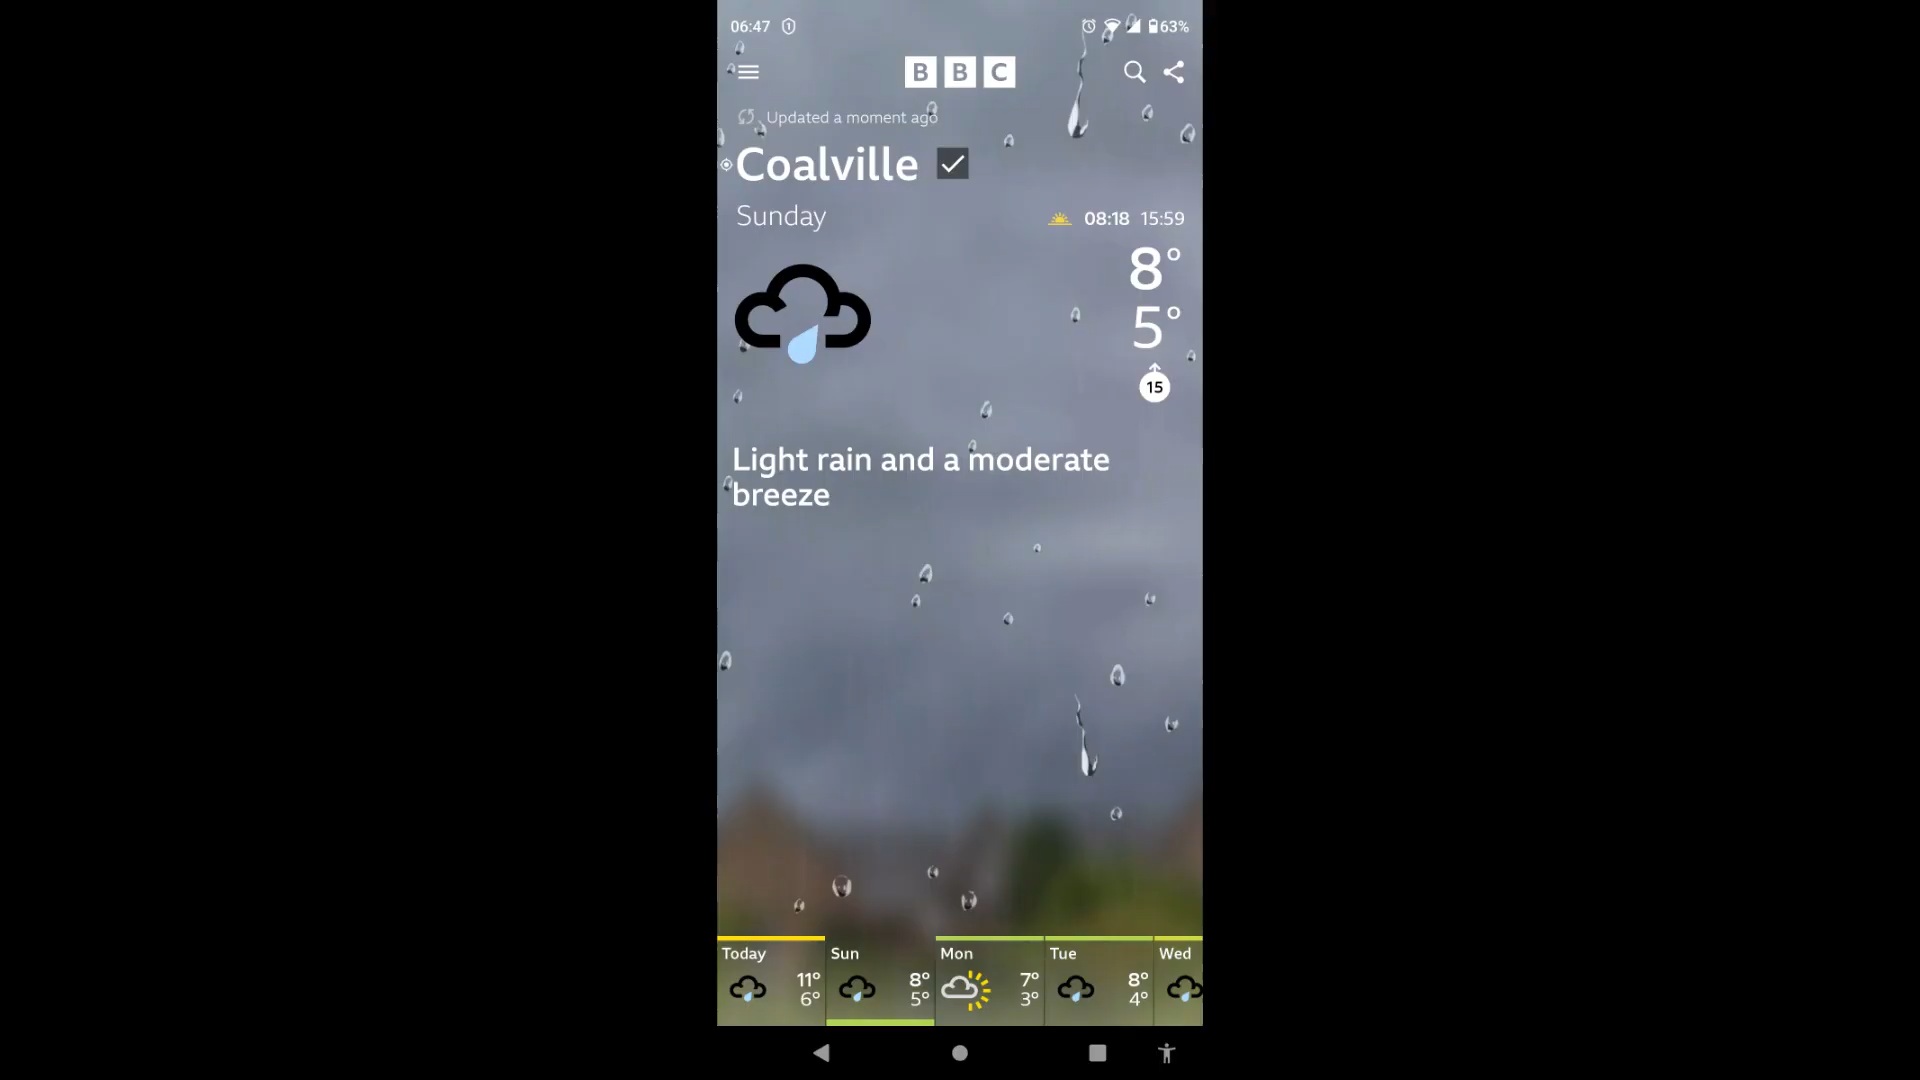 06:47 63%
BBC
Updated a moment ago
Coalville
Sunday 08:18 15:59
8°
5°
15
Light rain and a moderate
breeze
Today Sun Mon Tue Wed
11° 8° 7° 8°
6° 5° 3° 4°